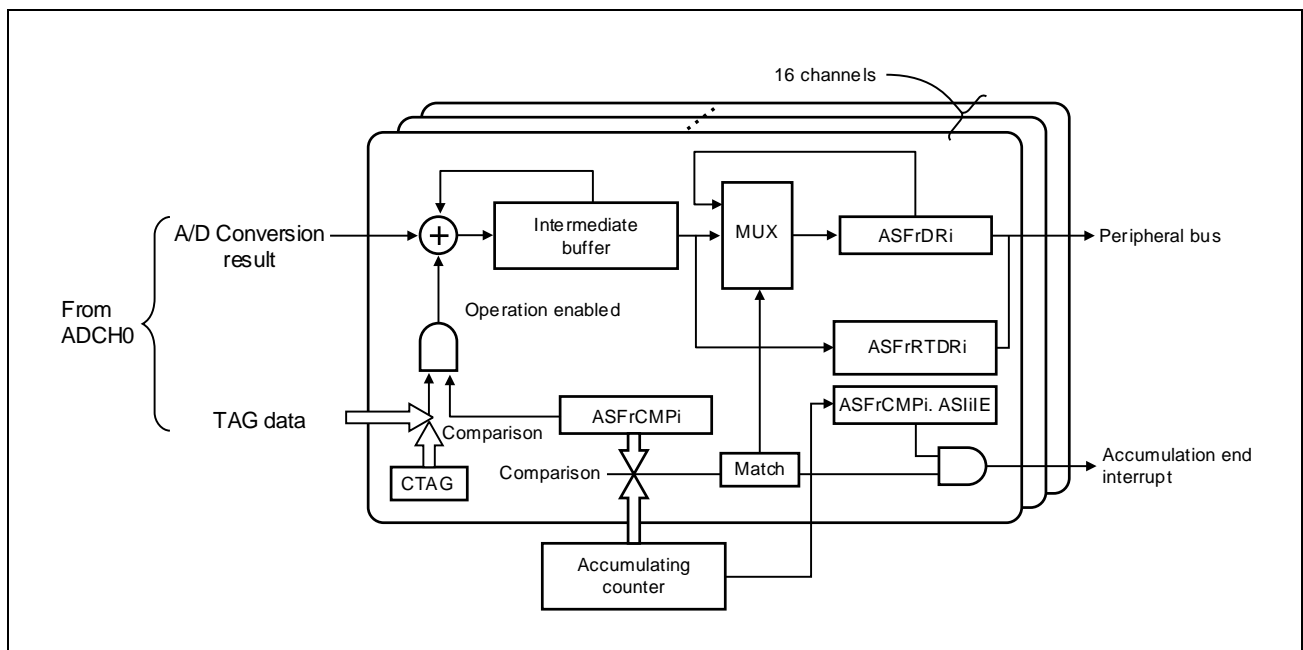 16 channels
A/D Conversion
result
Intermediate
buffer
MUX
ASFrDRi
Peripheral bus
From
ADCH0
Operation enabled
ASFrRTDRi
TAG data
Comparison
ASFrCMPi
ASFrCMPi. ASIiIE
CTAG
Comparison
Match
Accumulation end
interrupt
Accumulating
counter